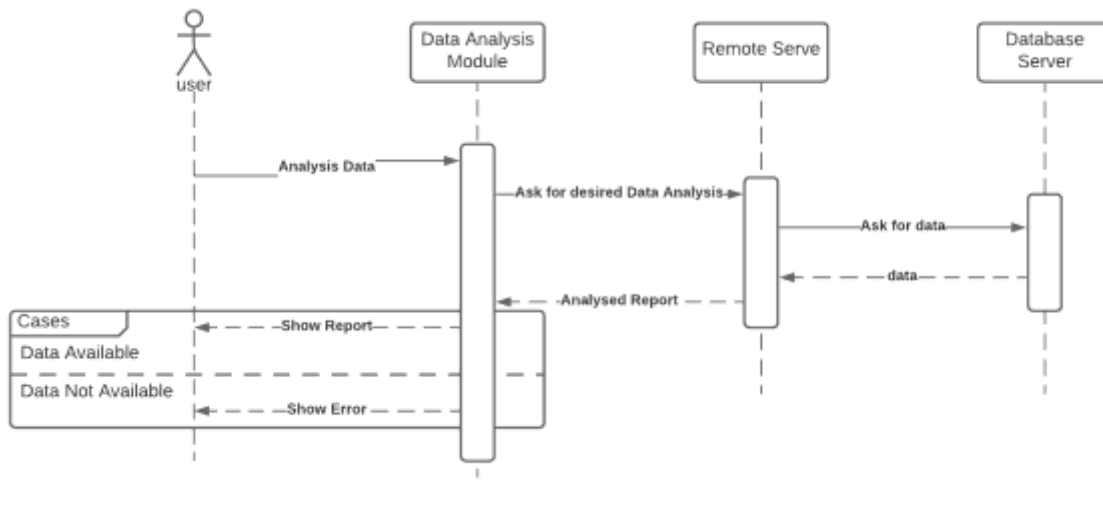 user
Data Analysis
Module
Remote Serve
Database
Server
Analysis Data
Ask for desired Data Analysis
Ask for data
data
Analysed Report
Cases
Show Report
Data Available
Data Not Available
Show Error